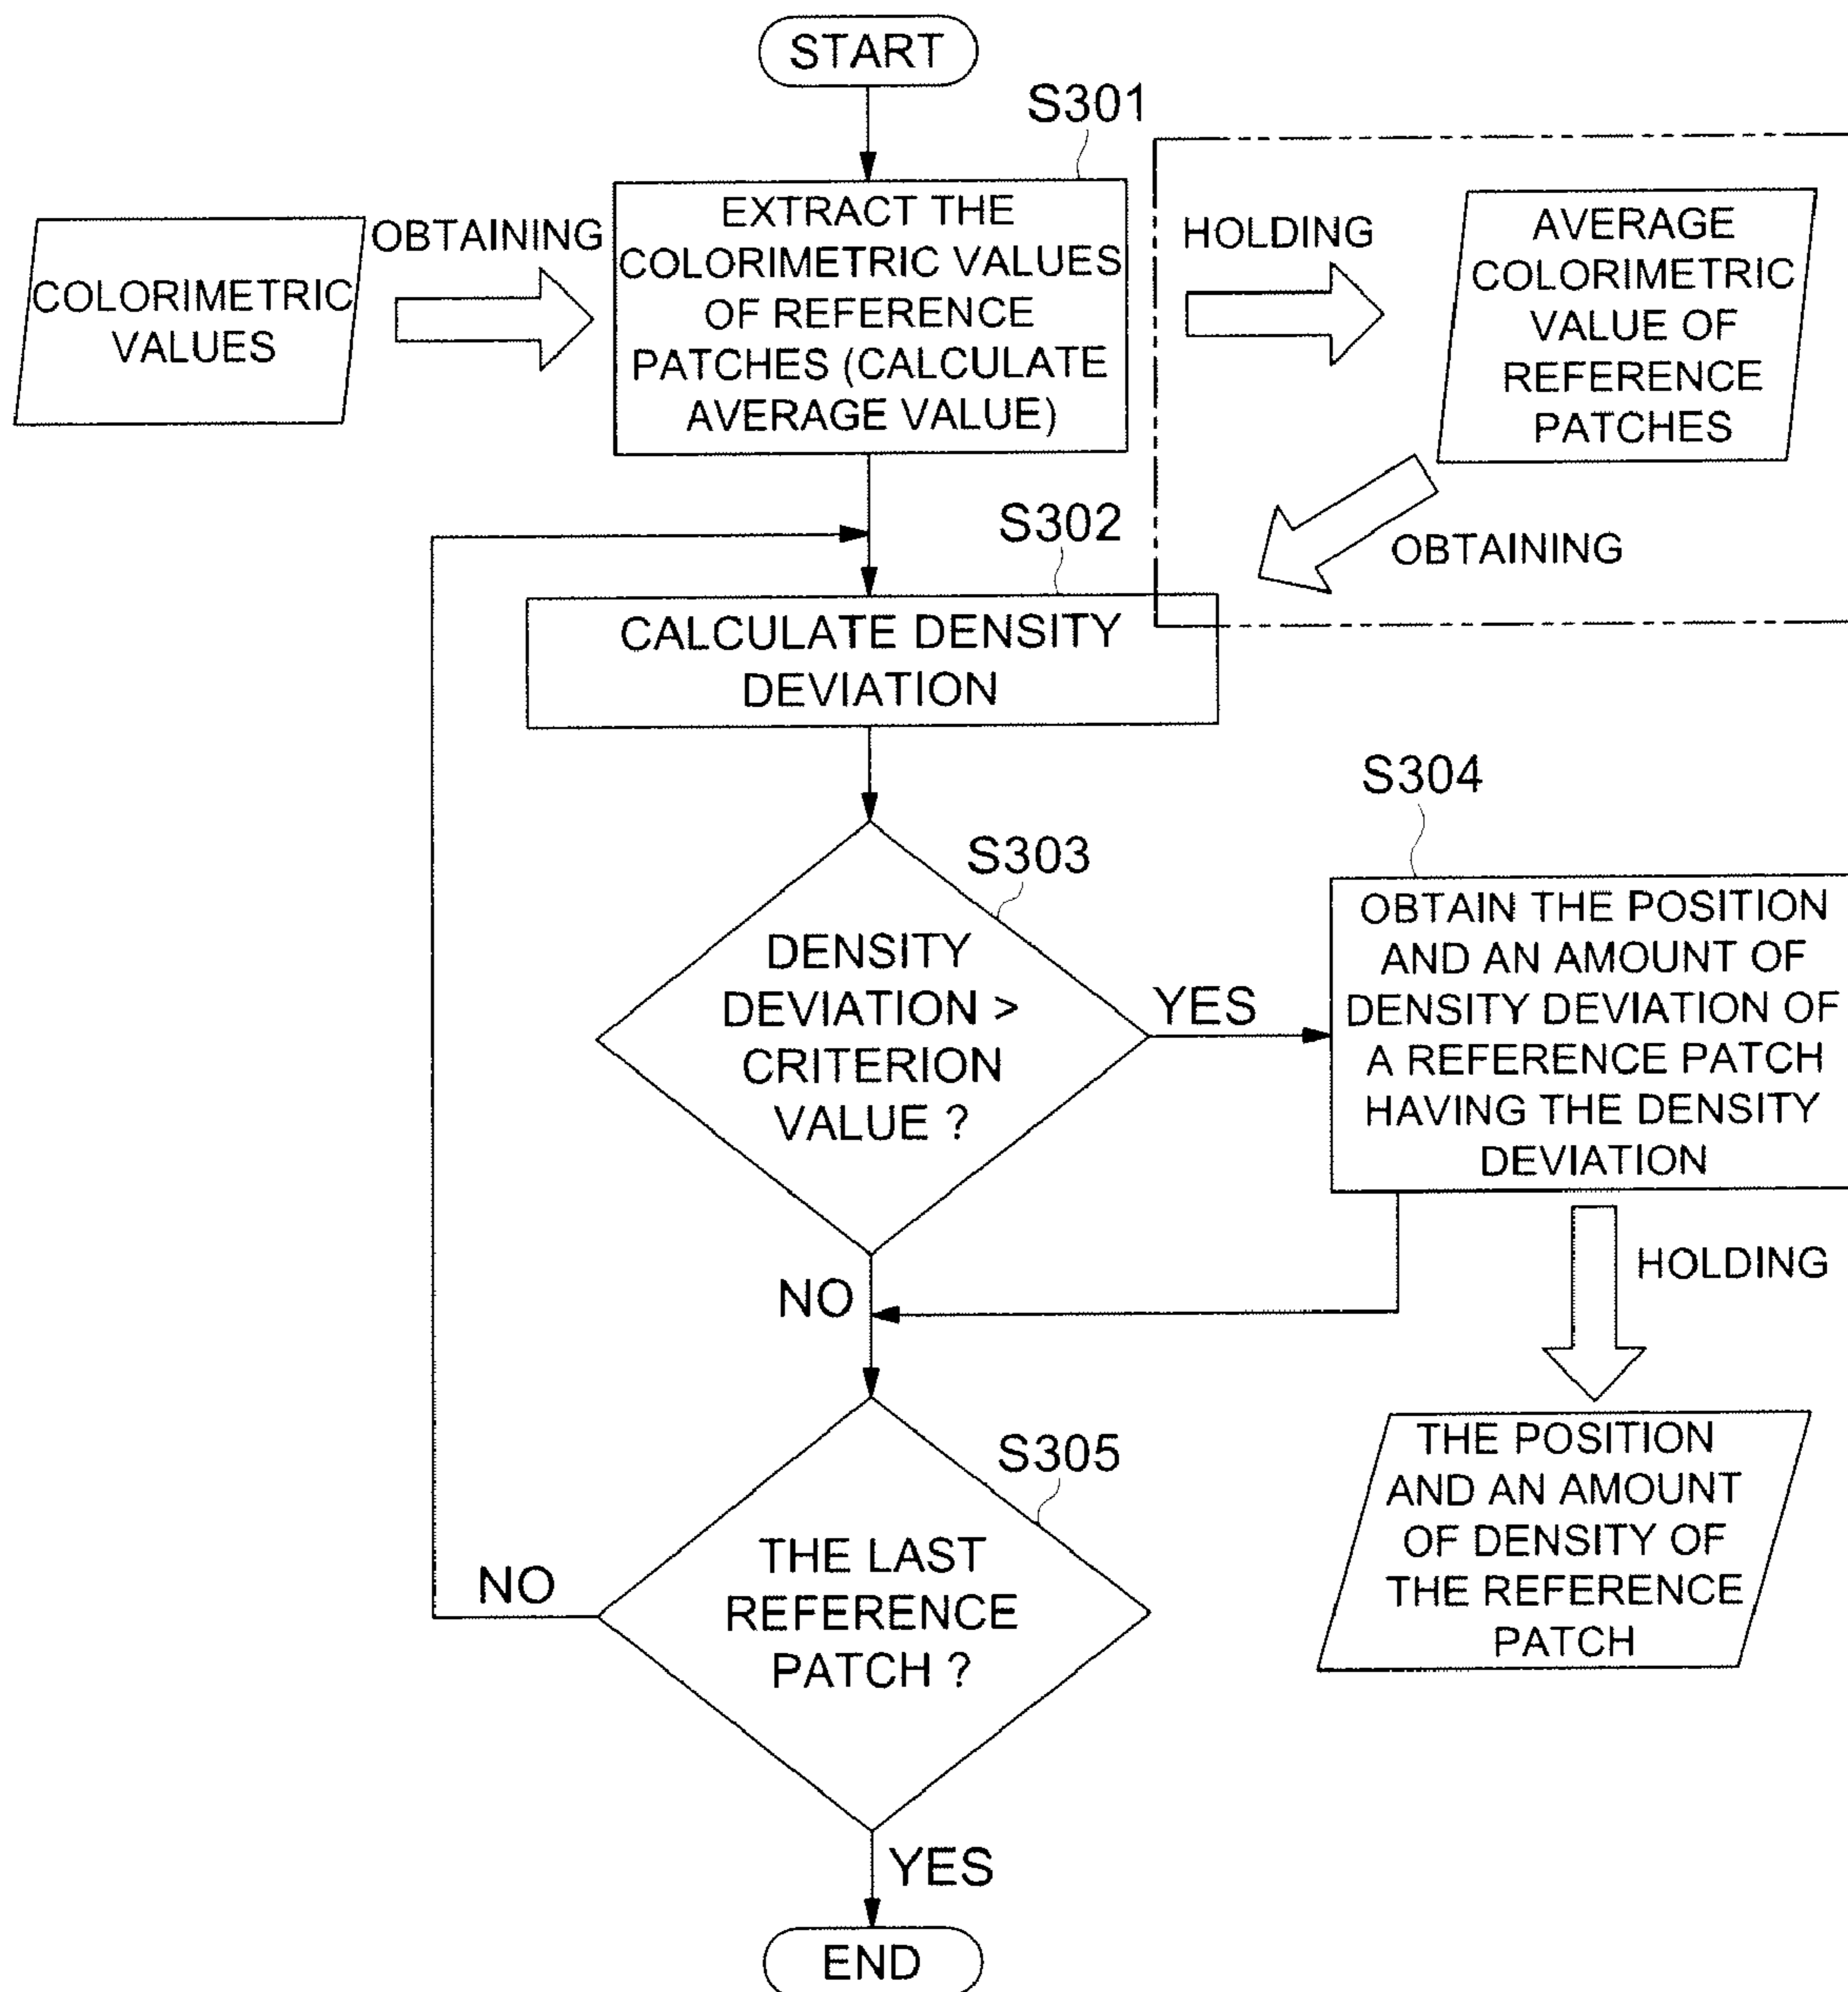 START
S301
COLORIMETRIC
VALUES
OBTAINING
EXTRACT THE
COLORIMETRIC VALUES
OF REFERENCE
PATCHES (CALCULATE
AVERAGE VALUE)
HOLDING
AVERAGE
COLORIMETRIC
VALUE OF
REFERENCE
PATCHES
OBTAINING
S302
CALCULATE DENSITY
DEVIATION
S303
DENSITY
DEVIATION >
CRITERION
VALUE ?
YES
NO
S304
OBTAIN THE POSITION
AND AN AMOUNT OF
DENSITY DEVIATION OF
A REFERENCE PATCH
HAVING THE DENSITY
DEVIATION
HOLDING
THE POSITION
AND AN AMOUNT
OF DENSITY OF
THE REFERENCE
PATCH
S305
THE LAST
REFERENCE
PATCH ?
NO
YES
END